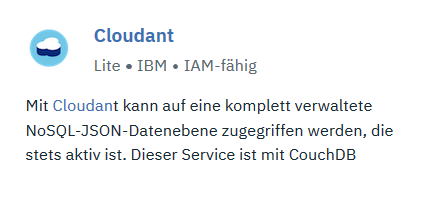 Cloudant
Lite • IBM • IAM-fähig
Mit Cloudant kann auf eine komplett verwaltete
NoSQL-JSON-Datenebene zugegriffen werden, die
stets aktiv ist. Dieser Service ist mit CouchDB